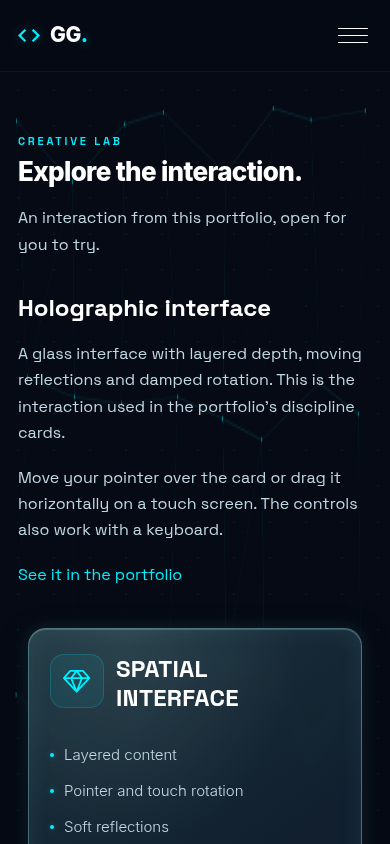 GG.
CREATIVE LAB
Explore the interaction.
An interaction from this portfolio, open for
you to try.
Holographic interface
A glass interface with layered depth, moving
reflections and damped rotation. This is the
interaction used in the portfolio's discipline
cards.
Move your pointer over the card or drag it
horizontally on a touch screen. The controls
also work with a keyboard.
See it in the portfolio
SPATIAL
INTERFACE
Layered content
Pointer and touch rotation
Soft reflections